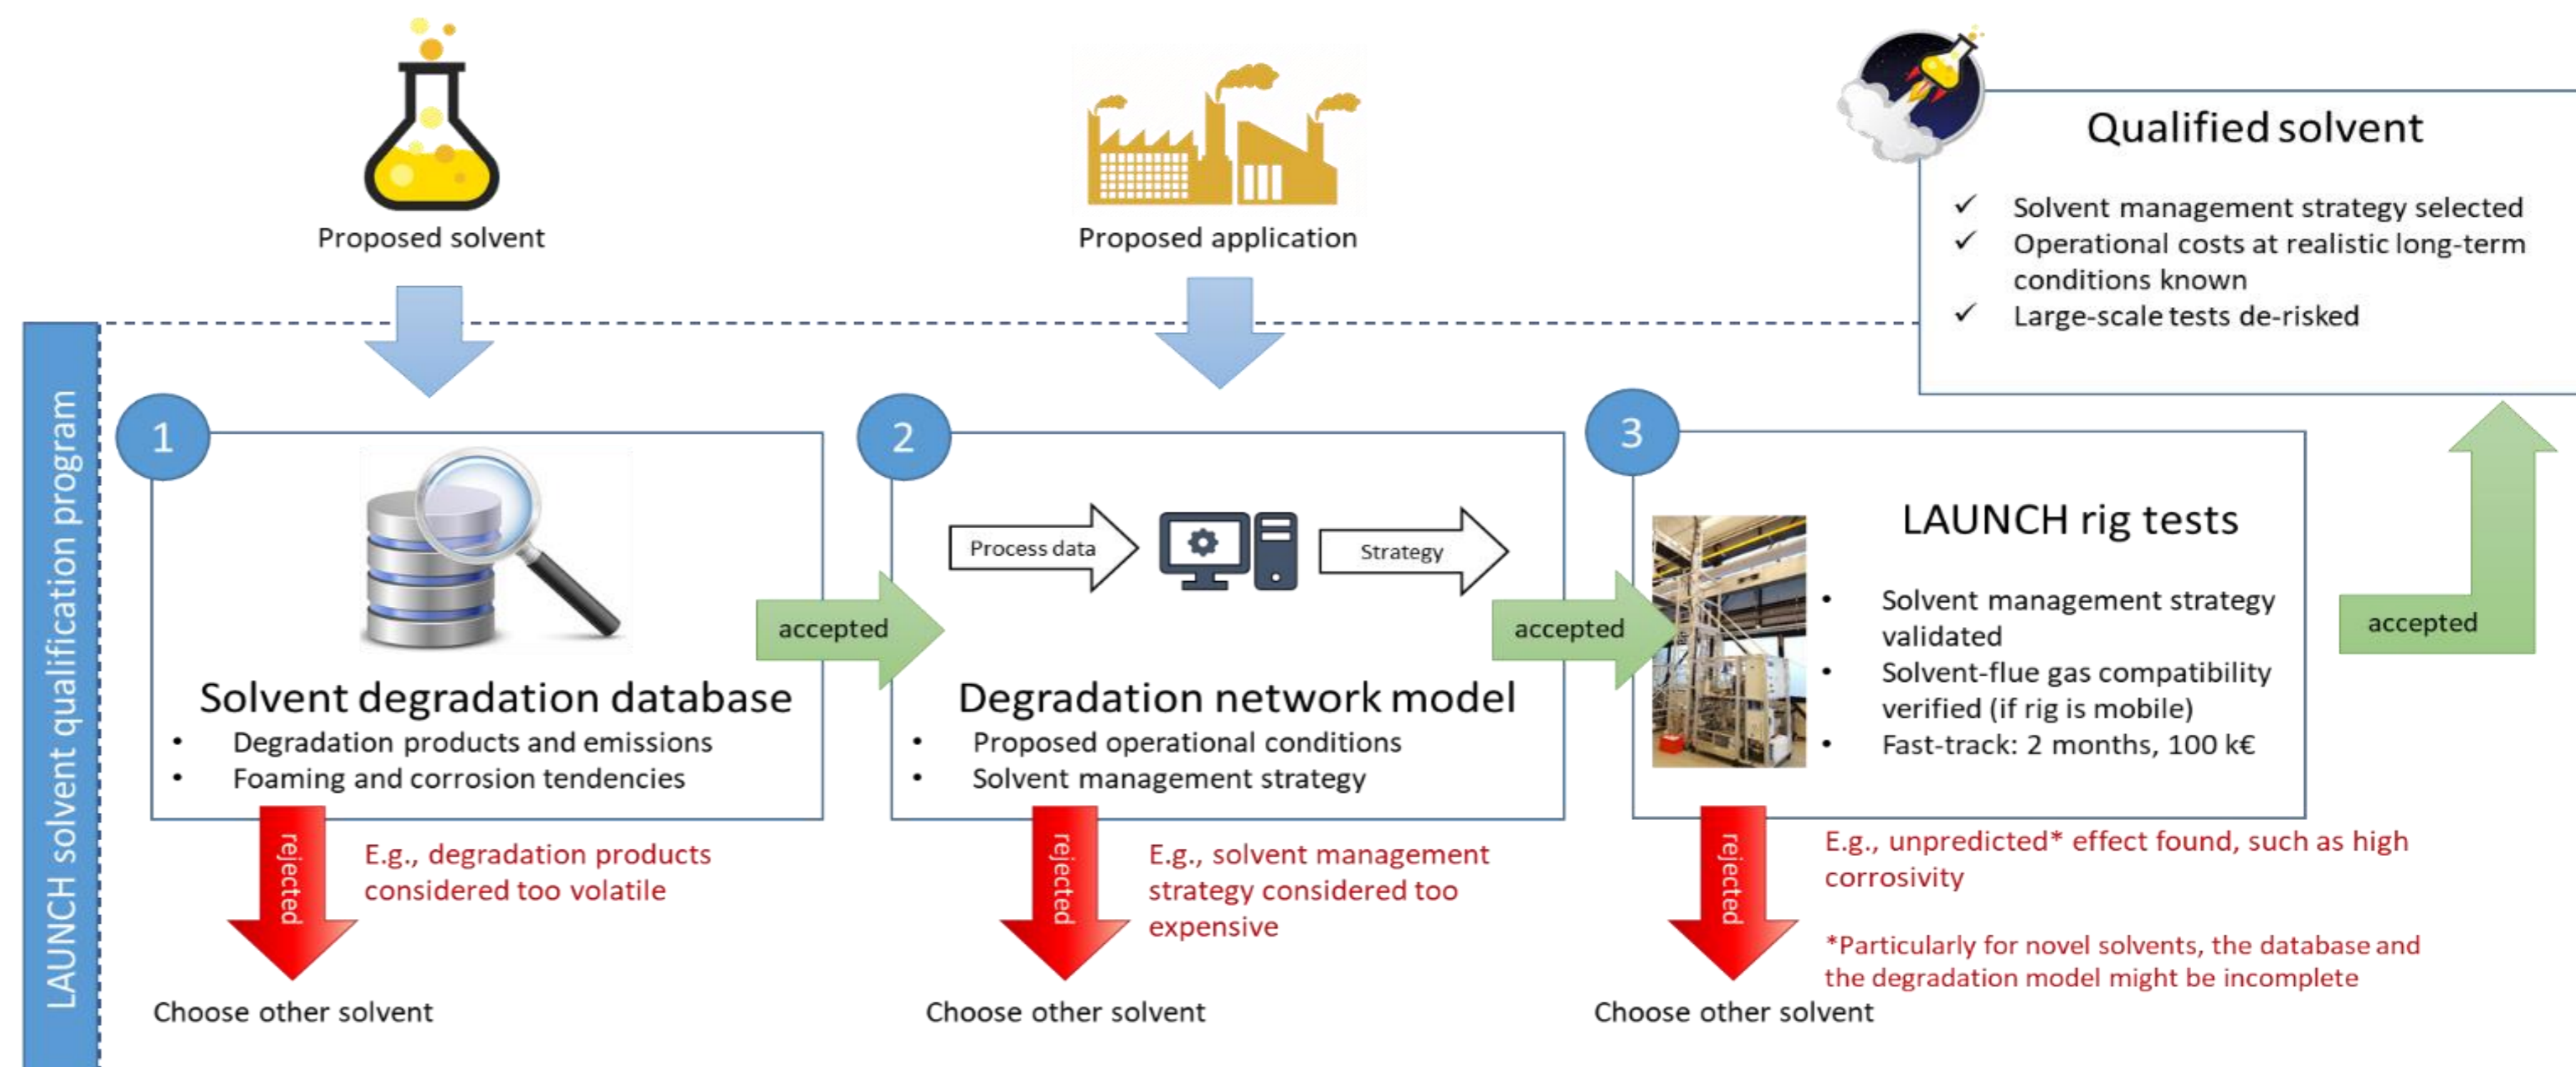 Proposed solvent
Proposed application
Qualified solvent
✓ Solvent management strategy selected
✓ Operational costs at realistic long-term
conditions known
✓ Large-scale tests de-risked
LAUNCH solvent qualification program
1
Solvent degradation database
• Degradation products and emissions
• Foaming and corrosion tendencies
accepted
rejected
E.g., degradation products
considered too volatile
Choose other solvent
2
Process data
Strategy
Degradation network model
• Proposed operational conditions
• Solvent management strategy
accepted
rejected
E.g., solvent management
strategy considered too
expensive
Choose other solvent
3
LAUNCH rig tests
• Solvent management strategy
validated
• Solvent-flue gas compatibility
verified (if rig is mobile)
• Fast-track: 2 months, 100 k€
accepted
rejected
E.g., unpredicted* effect found, such as high
corrosivity
*Particularly for novel solvents, the database and
the degradation model might be incomplete
Choose other solvent